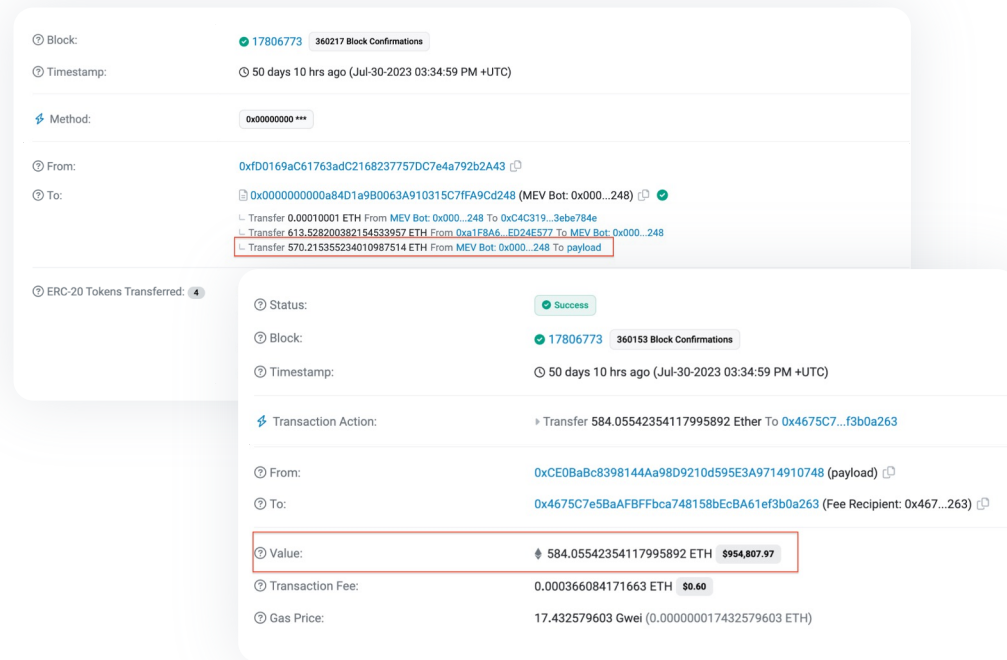 Block: 17806773 360217 Block Confirmations
Timestamp: 50 days 10 hrs ago (Jul-30-2023 03:34:59 PM +UTC)
Method: 0x00000000 ***
From: 0xfD0169aC61763adC2168237757DC7e4a792b2A43
To: 0x0000000000a84D1a9B0063A910315C7fFA9Cd248 (MEV Bot: 0x000...248)
Transfer 0.00010001 ETH From MEV Bot: 0x000...248 To 0xC4C319...3ebe784e
Transfer 613.528200382154533957 ETH From 0xa1F8A6...ED24E577 To MEV Bot: 0x000...248
Transfer 570.215355234010987514 ETH From MEV Bot: 0x000...248 To payload
ERC-20 Tokens Transferred: 4
Status: Success
Block: 17806773 360153 Block Confirmations
Timestamp: 50 days 10 hrs ago (Jul-30-2023 03:34:59 PM +UTC)
Transaction Action: Transfer 584.05542354117995892 Ether To 0x4675C7...f3b0a263
From: 0xCE0BaBc8398144Aa98D9210d595E3A9714910748 (payload)
To: 0x4675C7e5BaAFBFFbca748158bEcBA61ef3b0a263 (Fee Recipient: 0x467...263)
Value: 584.05542354117995892 ETH $954,807.97
Transaction Fee: 0.000366084171663 ETH $0.60
Gas Price: 17.432579603 Gwei (0.000000017432579603 ETH)